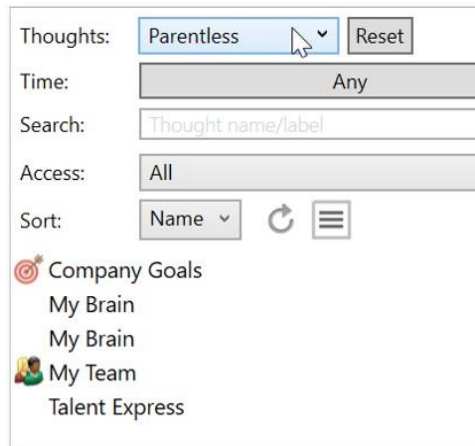 Thoughts: Parentless Reset
Time: Any
Search: Thought name/label
Access: All
Sort: Name
Company Goals
My Brain
My Brain
My Team
Talent Express